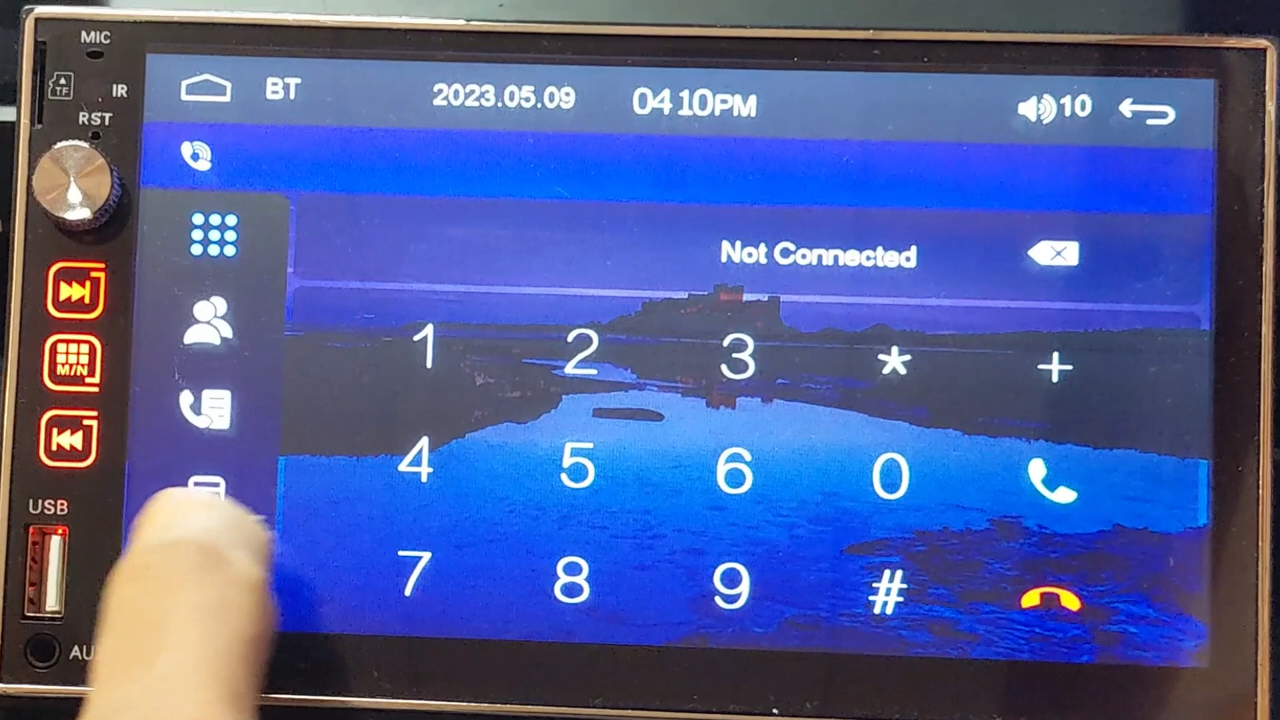 MIC
TF
IR
RST
BT 2023.05.09 04 10PM 10
Not Connected
1 2 3 * +
M/N
4 5 6 0
USB
7 8 9 #